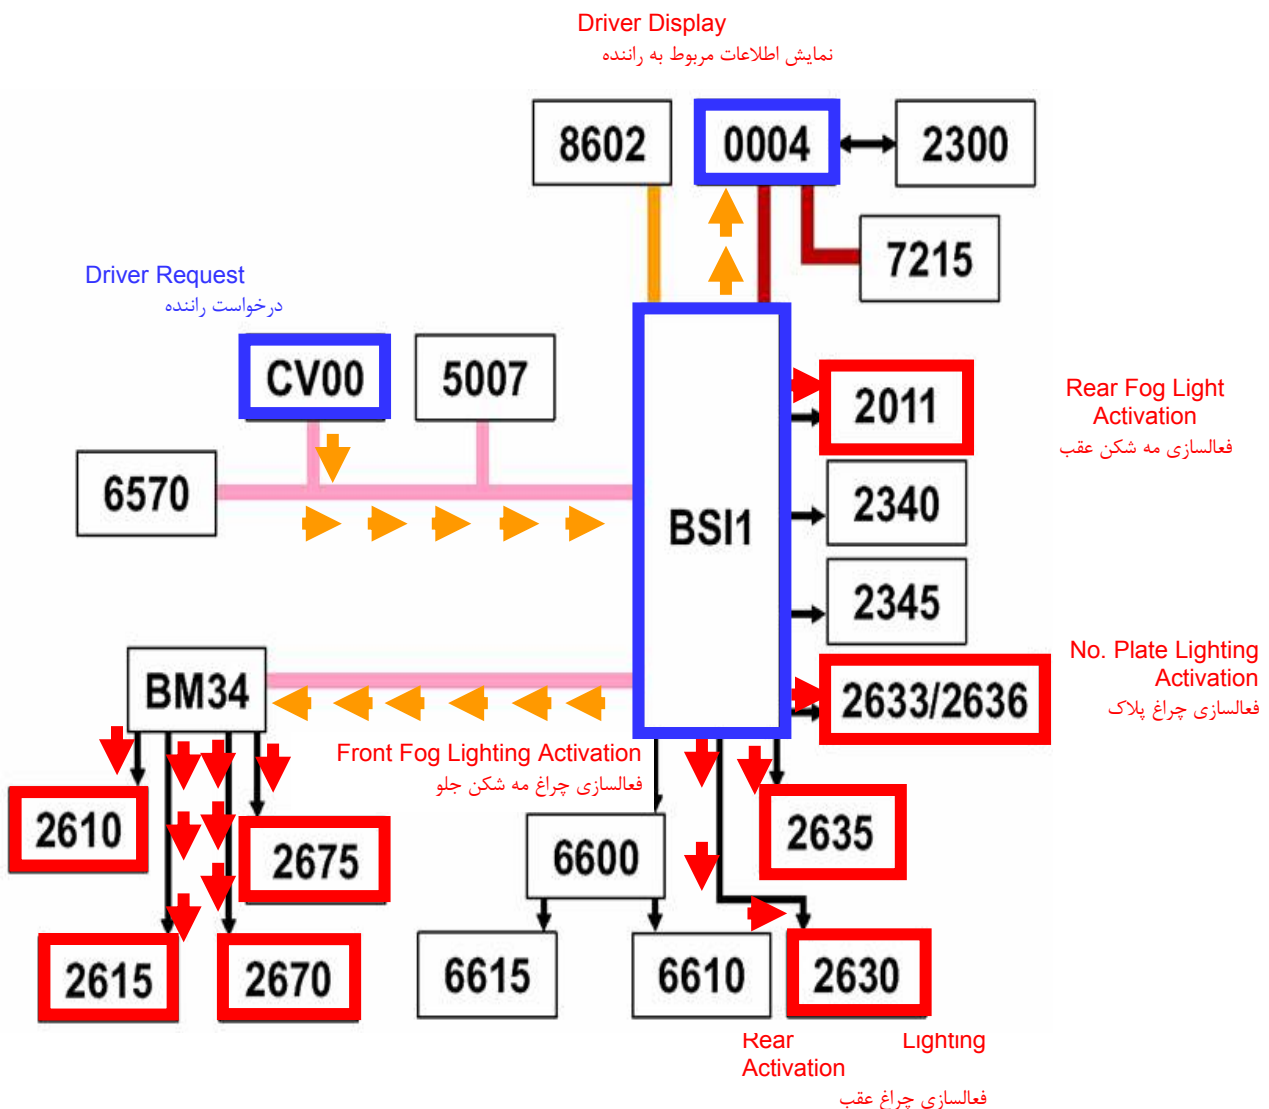 Driver Display
نمایش اطلاعات مربوط به راننده
8602
0004
2300
7215
Driver Request
درخواست راننده
CV00
5007
6570
BSI1
2011
Rear Fog Light
Activation
فعالسازی مه شکن عقب
2340
2345
No. Plate Lighting
Activation
فعالسازی چراغ پلاک
2633/2636
BM34
Front Fog Lighting Activation
فعالسازی چراغ مه شکن جلو
2610
2675
6600
2635
2615
2670
6615
6610
2630
Rear Lighting
Activation
فعالسازی چراغ عقب